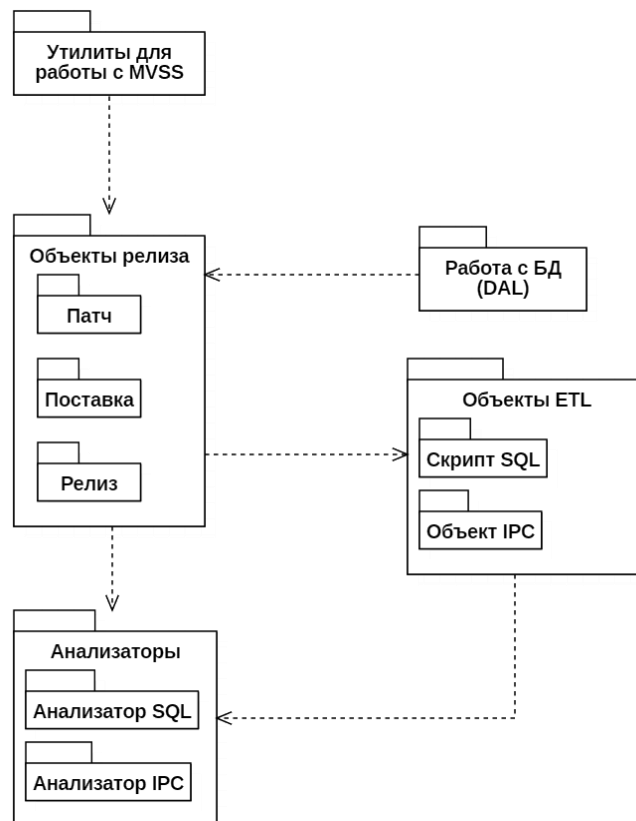 Утилиты для
работы с MVSS
Объекты релиза
Патч
Поставка
Релиз
Работа с БД
(DAL)
Объекты ETL
Скрипт SQL
Объект IPC
Анализаторы
Анализатор SQL
Анализатор IPC